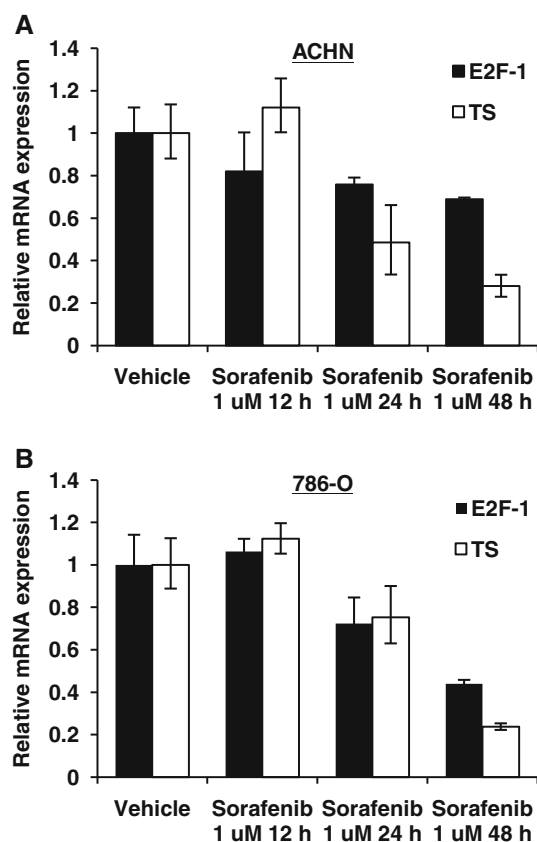 A
ACHN
E2F-1
TS
Relative mRNA expression
1.4
1.2
1
0.8
0.6
0.4
0.2
0
Vehicle
Sorafenib
1 uM 12 h
Sorafenib
1 uM 24 h
Sorafenib
1 uM 48 h
B
786-O
E2F-1
TS
Relative mRNA expression
1.4
1.2
1
0.8
0.6
0.4
0.2
0
Vehicle
Sorafenib
1 uM 12 h
Sorafenib
1 uM 24 h
Sorafenib
1 uM 48 h